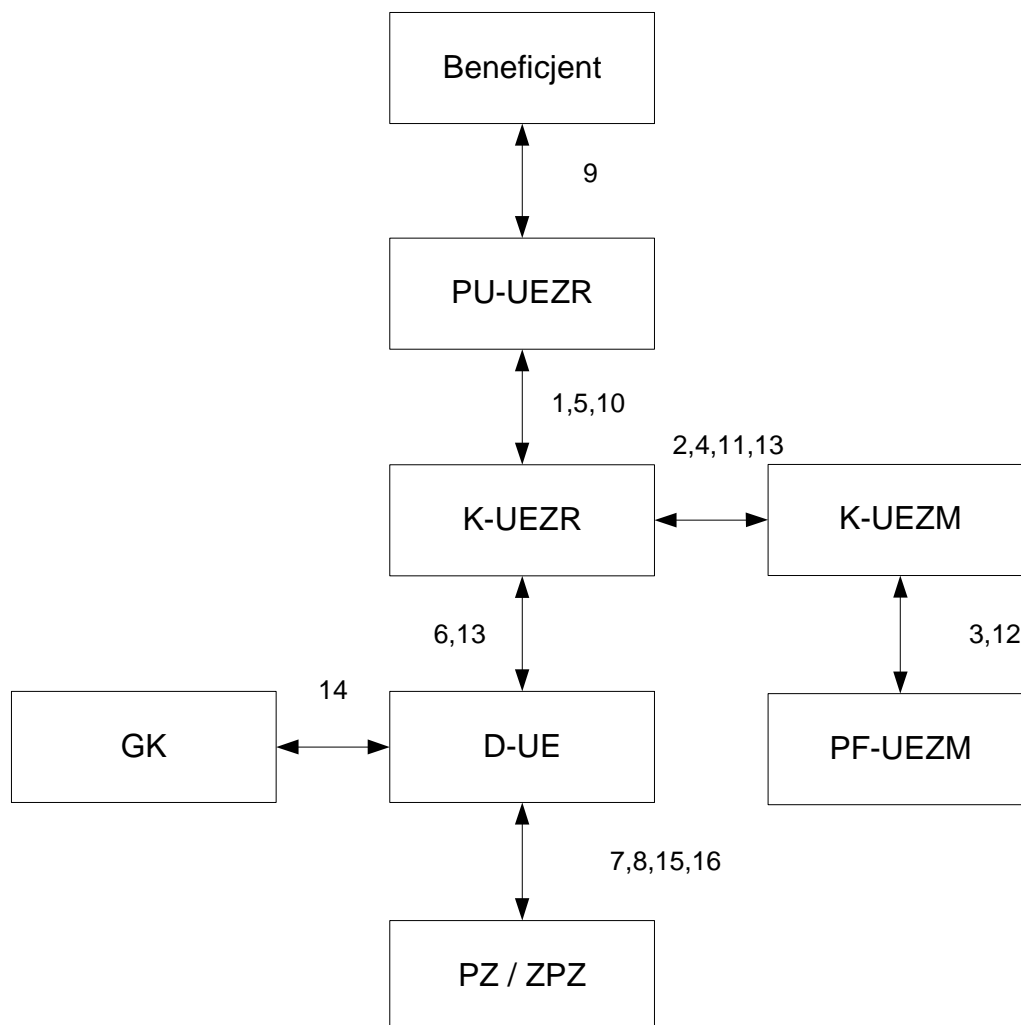 Beneficjent
9
PU-UEZR
1,5,10
2,4,11,13
K-UEZR
K-UEZM
6,13
3,12
14
GK
D-UE
PF-UEZM
7,8,15,16
PZ / ZPZ